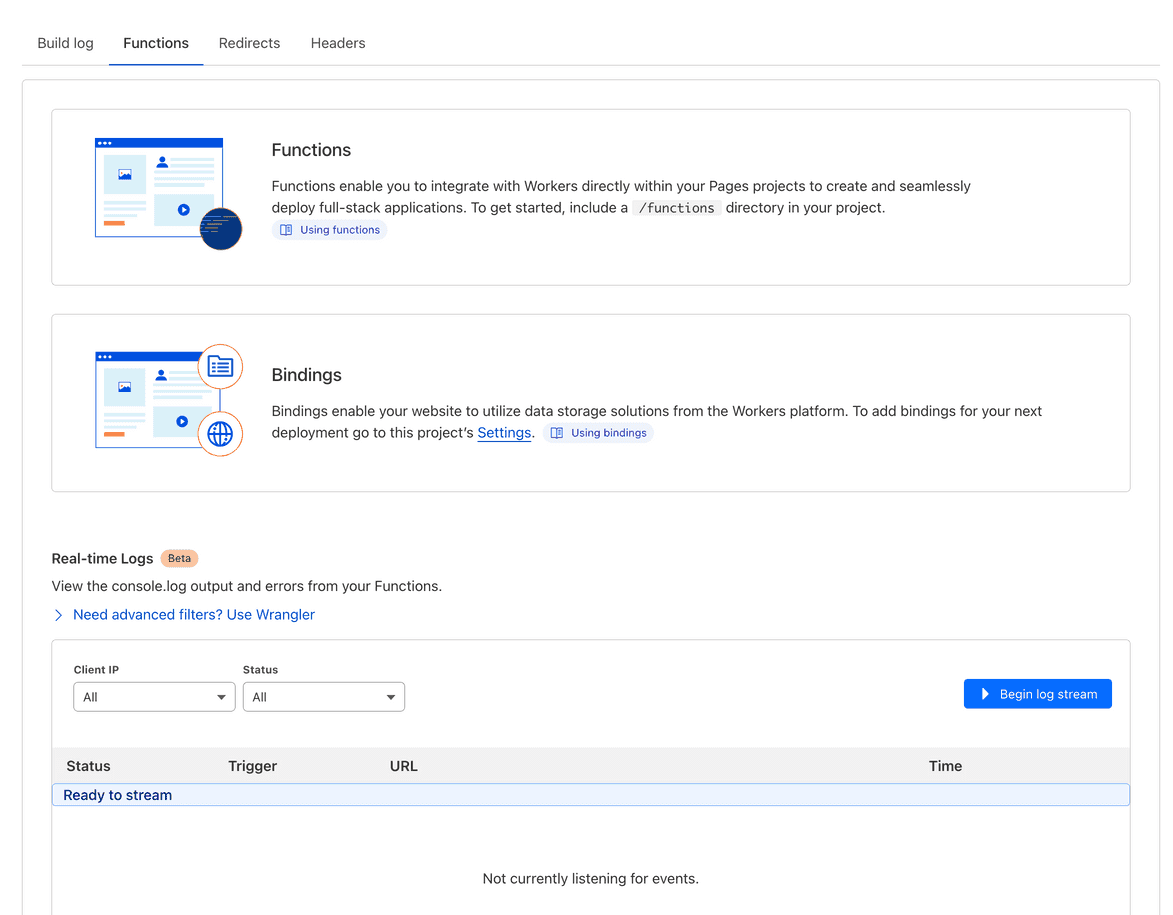 Build log Functions Redirects Headers
Functions
Functions enable you to integrate with Workers directly within your Pages projects to create and seamlessly
deploy full-stack applications. To get started, include a /functions directory in your project.
Using functions
Bindings
Bindings enable your website to utilize data storage solutions from the Workers platform. To add bindings for your next
deployment go to this project’s Settings. Using bindings
Real-time Logs Beta
View the console.log output and errors from your Functions.
Need advanced filters? Use Wrangler
Client IP Status
All All
Begin log stream
Status Trigger URL Time
Ready to stream
Not currently listening for events.